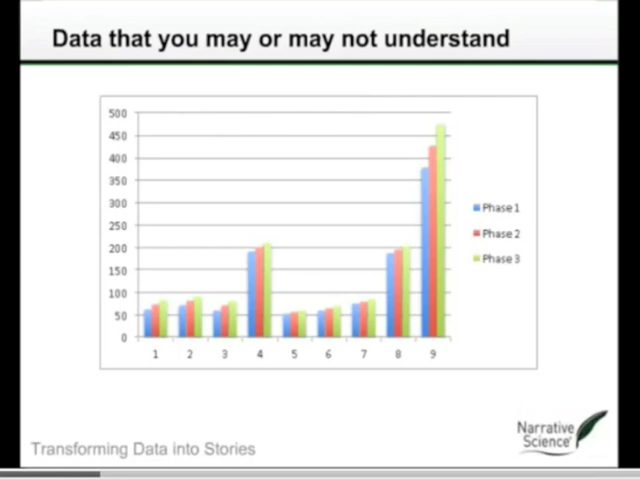 Data that you may or may not understand
500
450
400
350
300
250
200
150
100
50
0
1 2 3 4 5 6 7 8 9
Phase 1
Phase 2
Phase 3
Transforming Data into Stories
Narrative
Science